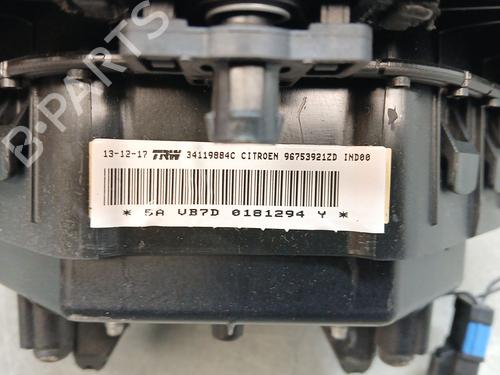 B-PARTS
13-12-17 TRW 34119884C CITROEN 96753921ZD IND00
* 5A VB7D 0181294 Y *